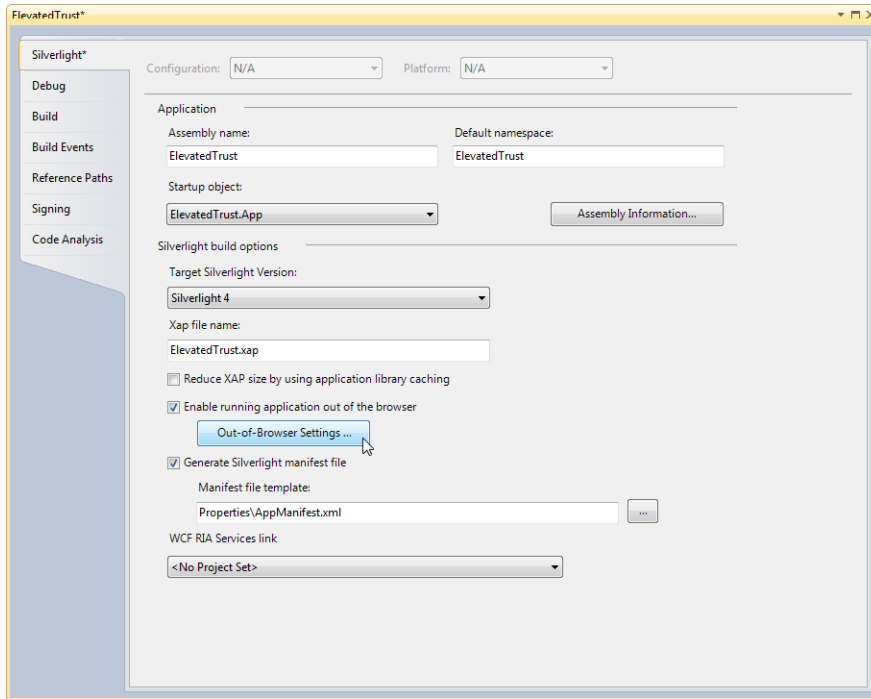 ElevatedTrust*
Silverlight*
Debug
Build
Build Events
Reference Paths
Signing
Code Analysis
Configuration: N/A Platform: N/A
Application
Assembly name: Default namespace:
ElevatedTrust ElevatedTrust
Startup object:
ElevatedTrust.App Assembly Information...
Silverlight build options
Target Silverlight Version:
Silverlight 4
Xap file name:
ElevatedTrust.xap
Reduce XAP size by using application library caching
Enable running application out of the browser
Out-of-Browser Settings ...
Generate Silverlight manifest file
Manifest file template:
Properties\AppManifest.xml ...
WCF RIA Services link
<No Project Set>